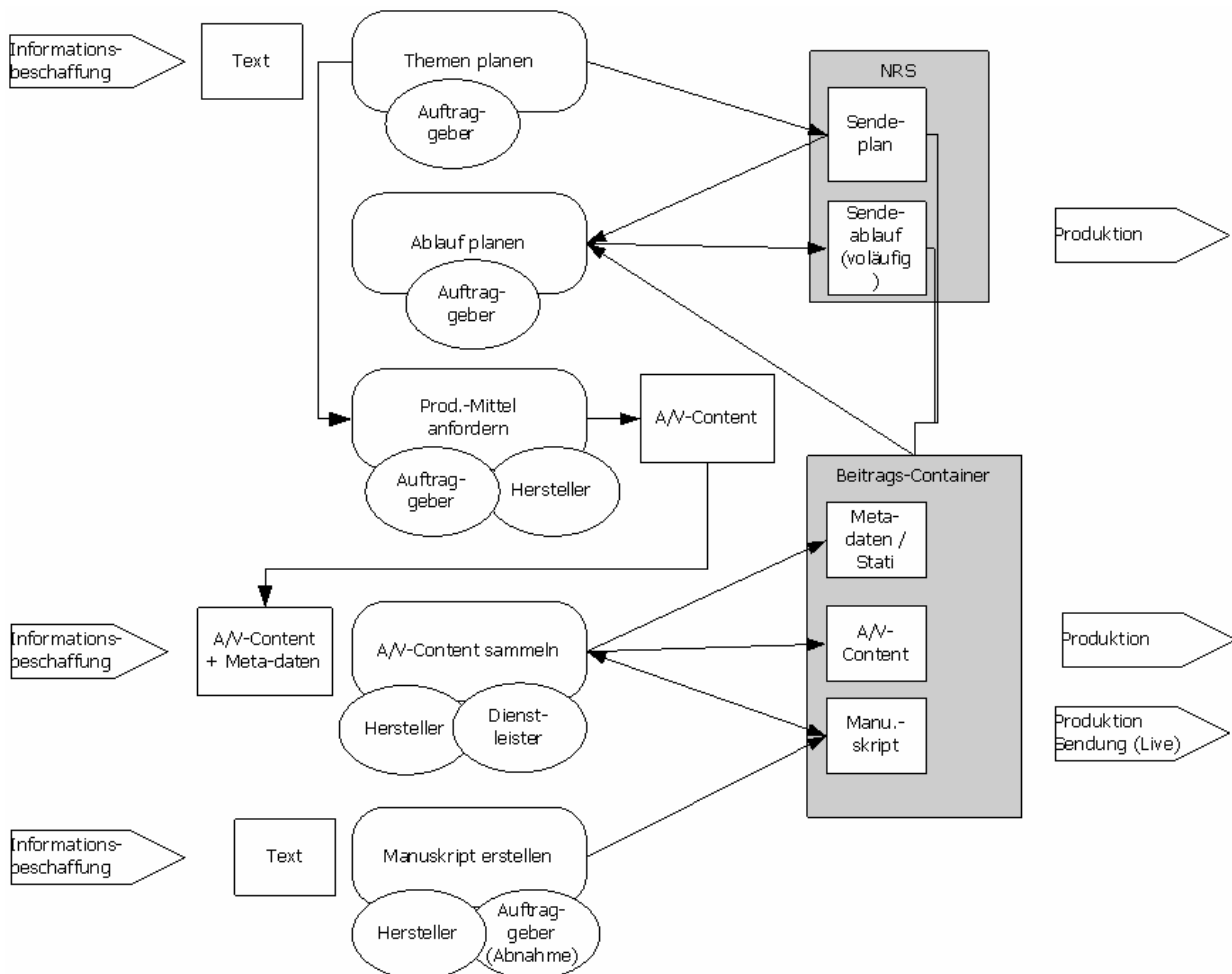 Informations-
beschaffung
Text
Themen planen
Auftrag-
geber
NRS
Sende-
plan
Ablauf planen
Auftrag-
geber
Sende-
ablauf
(voläufig
)
Produktion
Prod.-Mittel
anfordern
Auftrag-
geber
Hersteller
A/V-Content
Beitrags-Container
Meta-
daten /
Stati
Informations-
beschaffung
A/V-Content
+ Meta-daten
A/V-Content sammeln
Hersteller
Dienst-
leister
A/V-
Content
Produktion
Manu.-
skript
Produktion
Sendung (Live)
Informations-
beschaffung
Text
Manuskript erstellen
Hersteller
Auftrag-
geber
(Abnahme)